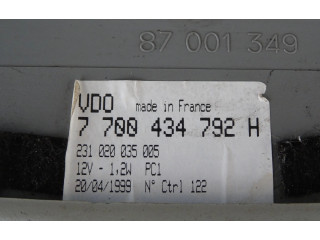 87 001 349
VDO made in France
7 700 434 792 H
231 020 035 005
12V - 1,2W PC1
20/04/1999 N° Ctrl 122